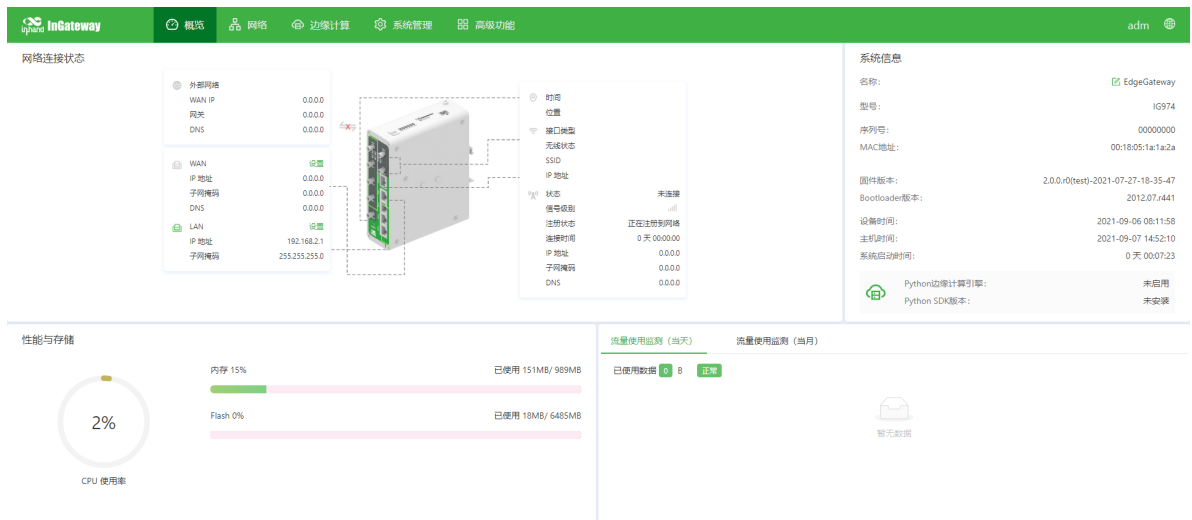 inhand InGateway 概览 网络 边缘计算 系统管理 高级功能 adm
网络连接状态
外部网络
WAN IP 0.0.0.0
网关 0.0.0.0
DNS 0.0.0.0
WAN 设置
IP 地址 0.0.0.0
子网掩码 0.0.0.0
DNS 0.0.0.0
LAN 设置
IP 地址 192.168.2.1
子网掩码 255.255.255.0
时间
位置
接口类型
无线状态
SSID
IP 地址
状态 未连接
信号级别
注册状态 正在注册到网络
连接时间 0 天 00:00:00
IP 地址 0.0.0.0
子网掩码 0.0.0.0
DNS 0.0.0.0
系统信息
名称: EdgeGateway
型号: IG974
序列号: 00000000
MAC地址: 00:18:05:1a:1a:2a
固件版本: 2.0.0.r0(test)-2021-07-27-18-35-47
Bootloader版本: 2012.07.r441
设备时间: 2021-09-06 08:11:58
主机时间: 2021-09-07 14:52:10
系统启动时间: 0 天 00:07:23
Python边缘计算引擎: 未启用
Python SDK版本: 未安装
性能与存储
2%
CPU 使用率
内存 15% 已使用 151MB/ 989MB
Flash 0% 已使用 18MB/ 6485MB
流量使用监测（当天） 流量使用监测（当月）
已使用数据 0 B 正常
暂无数据